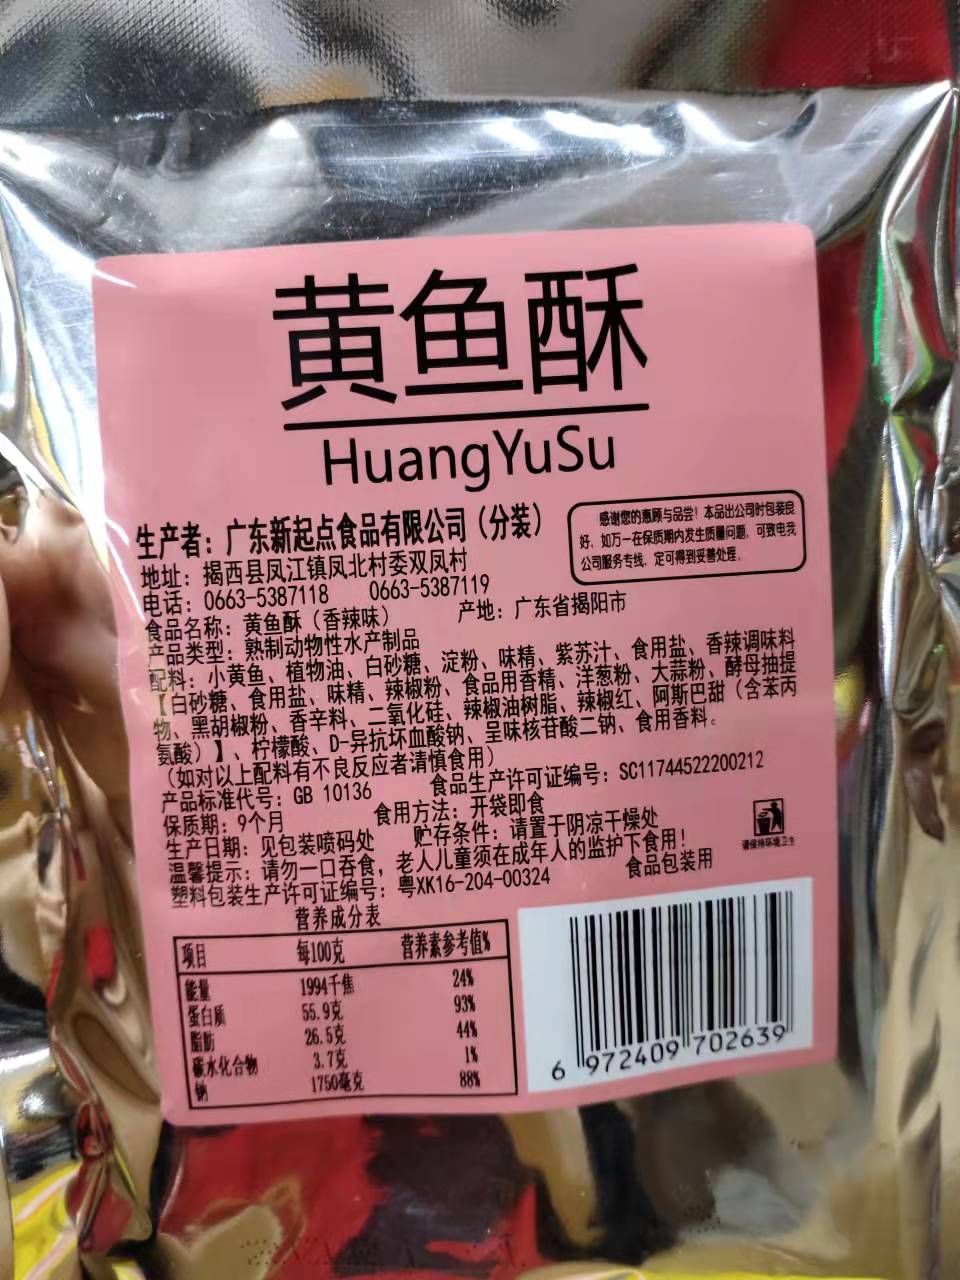 黄鱼酥
HuangYuSu
生产者：广东新起点食品有限公司（分装）
感谢您的惠顾与品尝！本品出公司时包装良
好，如万一在保质期内发生质量问题，可致电我
公司服务专线，定可得到妥善处理。
地址：揭西县凤江镇凤北村委双凤村
电话：0663-5387118 0663-5387119
食品名称：黄鱼酥（香辣味） 产地：广东省揭阳市
产品类型：熟制动物性水产制品
配料：小黄鱼、植物油、白砂糖、淀粉、味精、紫苏汁、食用盐、香辣调味料
【白砂糖、食用盐、味精、辣椒粉、食品用香精、洋葱粉、大蒜粉、酵母抽提
物、黑胡椒粉、香辛料、二氧化硅、辣椒油树脂、辣椒红、阿斯巴甜（含苯丙
氨酸）】、柠檬酸、D-异抗坏血酸钠、呈味核苷酸二钠、食用香料。
（如对以上配料有不良反应者请慎食用）
产品标准代号：GB 10136 食品生产许可证编号：SC11744522200212
保质期：9个月 食用方法：开袋即食
生产日期：见包装喷码处 贮存条件：请置于阴凉干燥处
温馨提示：请勿一口吞食，老人儿童须在成年人的监护下食用！
塑料包装生产许可证编号：粤XK16-204-00324 食品包装用
请保持环境卫生
营养成分表
项目 每100克 营养素参考值%
能量 1994千焦 24%
蛋白质 55.9克 93%
脂肪 26.5克 44%
碳水化合物 3.7克 1%
钠 1750毫克 88%
6 972409 702639